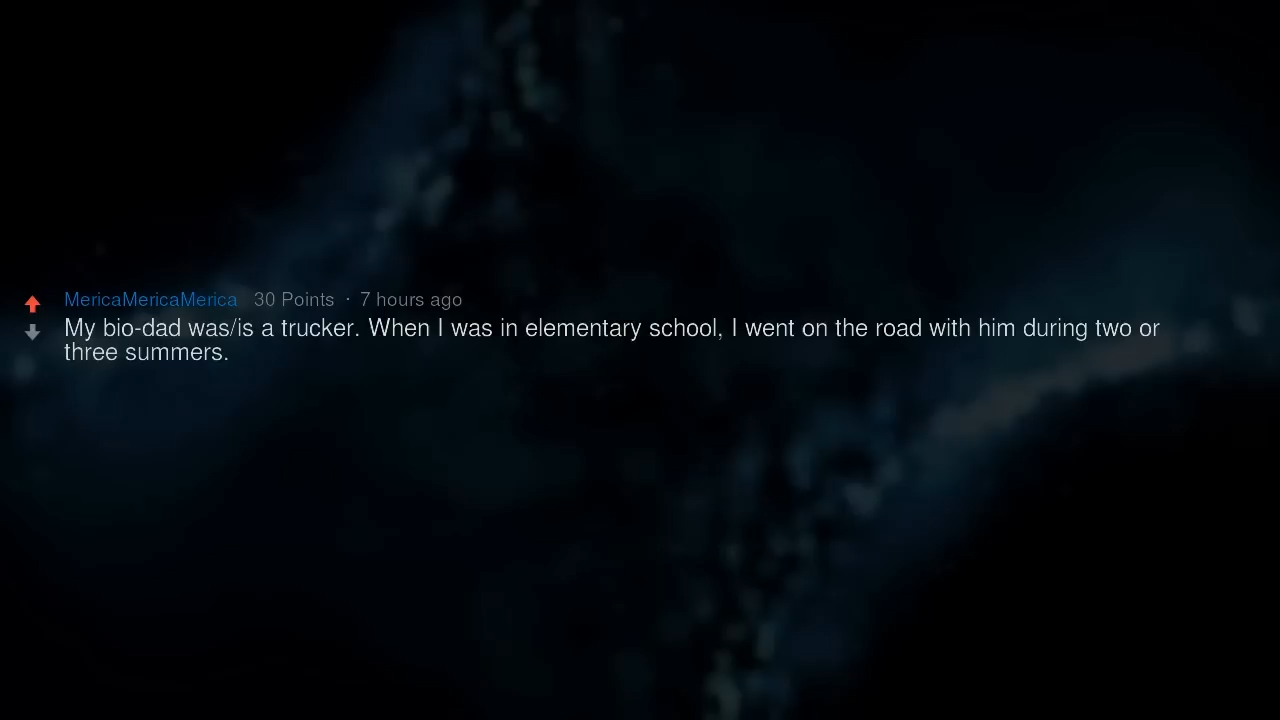 MericaMericaMerica 30 Points · 7 hours ago
My bio-dad was/is a trucker. When I was in elementary school, I went on the road with him during two or
three summers.